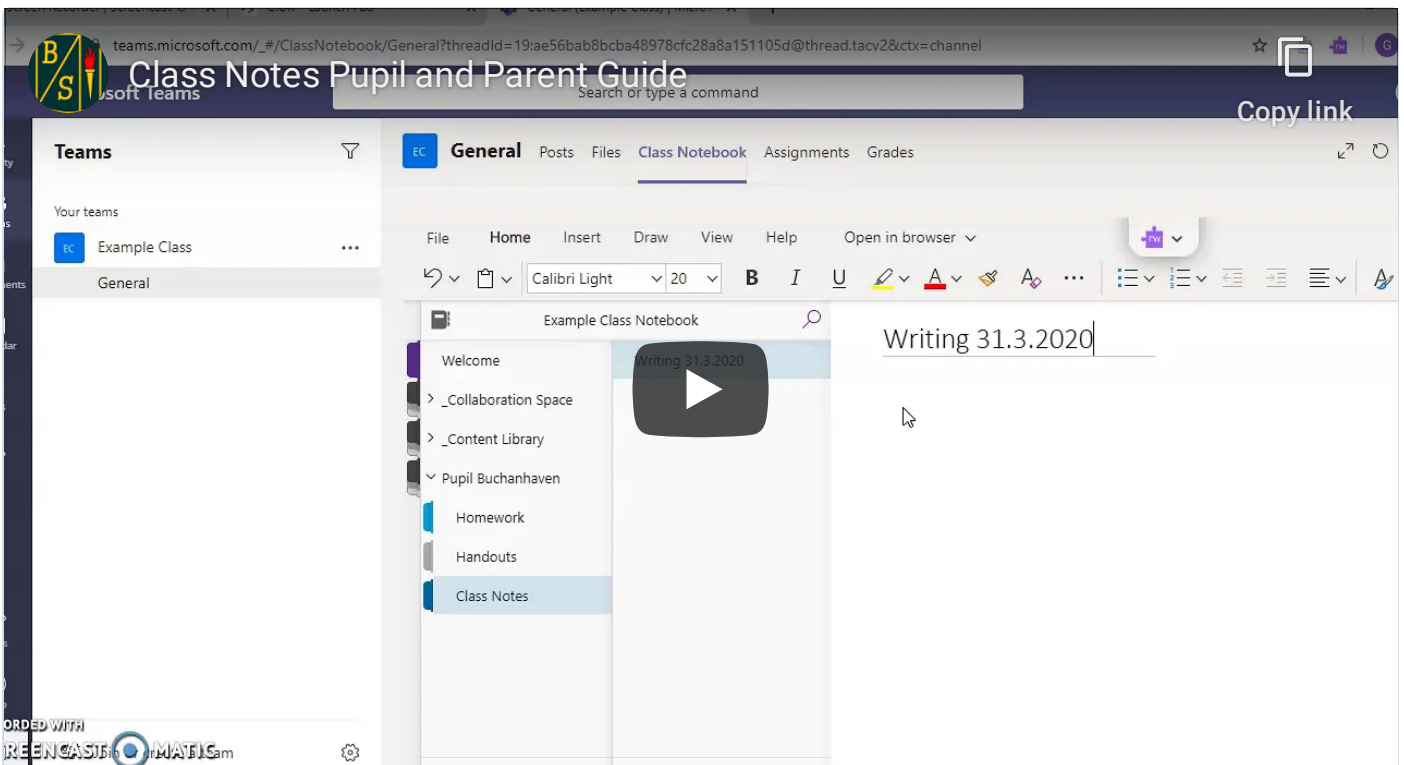 teams.microsoft.com/_#/ClassNotebook/General?threadId=19:ae56bab8bcba48978cfc28a8a151105d@thread.tacv2&ctx=channel
G
B/S
Class Notes Pupil and Parent Guide
Copy link
Search or type a command
Teams
EC General Posts Files Class Notebook Assignments Grades
Your teams
EC Example Class
General
File Home Insert Draw View Help Open in browser
rw
Calibri Light 20 B I U
Example Class Notebook
Writing 31.3.2020
Welcome
Writing 31.3.2020
_Collaboration Space
_Content Library
Pupil Buchanhaven
Homework
Handouts
Class Notes